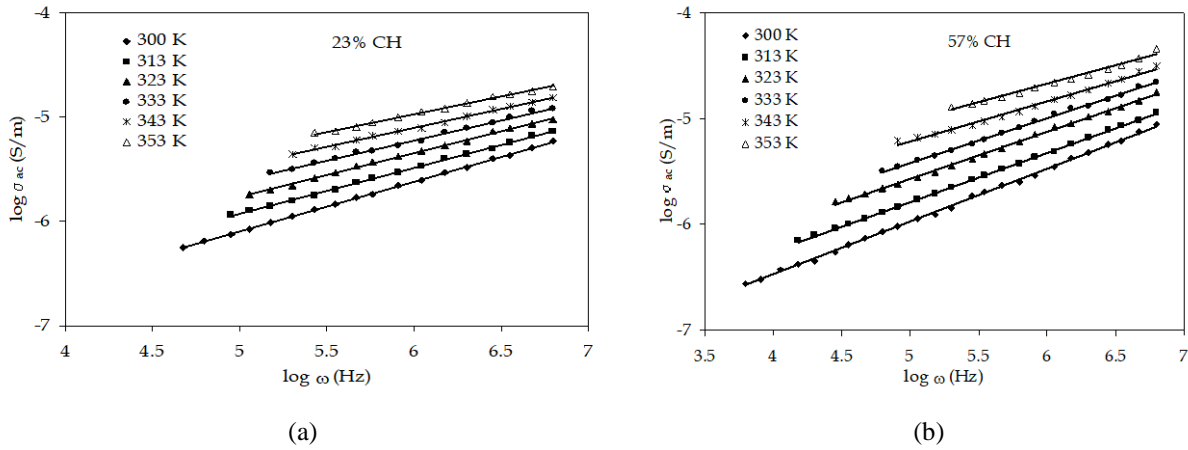 -4
300 K
313 K
323 K
333 K
343 K
353 K
23% CH
-5
-6
-7
log σ ac (S/m)
4
4.5
5
5.5
6
6.5
7
log ω (Hz)
(a)
-4
300 K
313 K
323 K
333 K
343 K
353 K
57% CH
-5
-6
-7
log σ ac (S/m)
3.5
4
4.5
5
5.5
6
6.5
7
log ω (Hz)
(b)